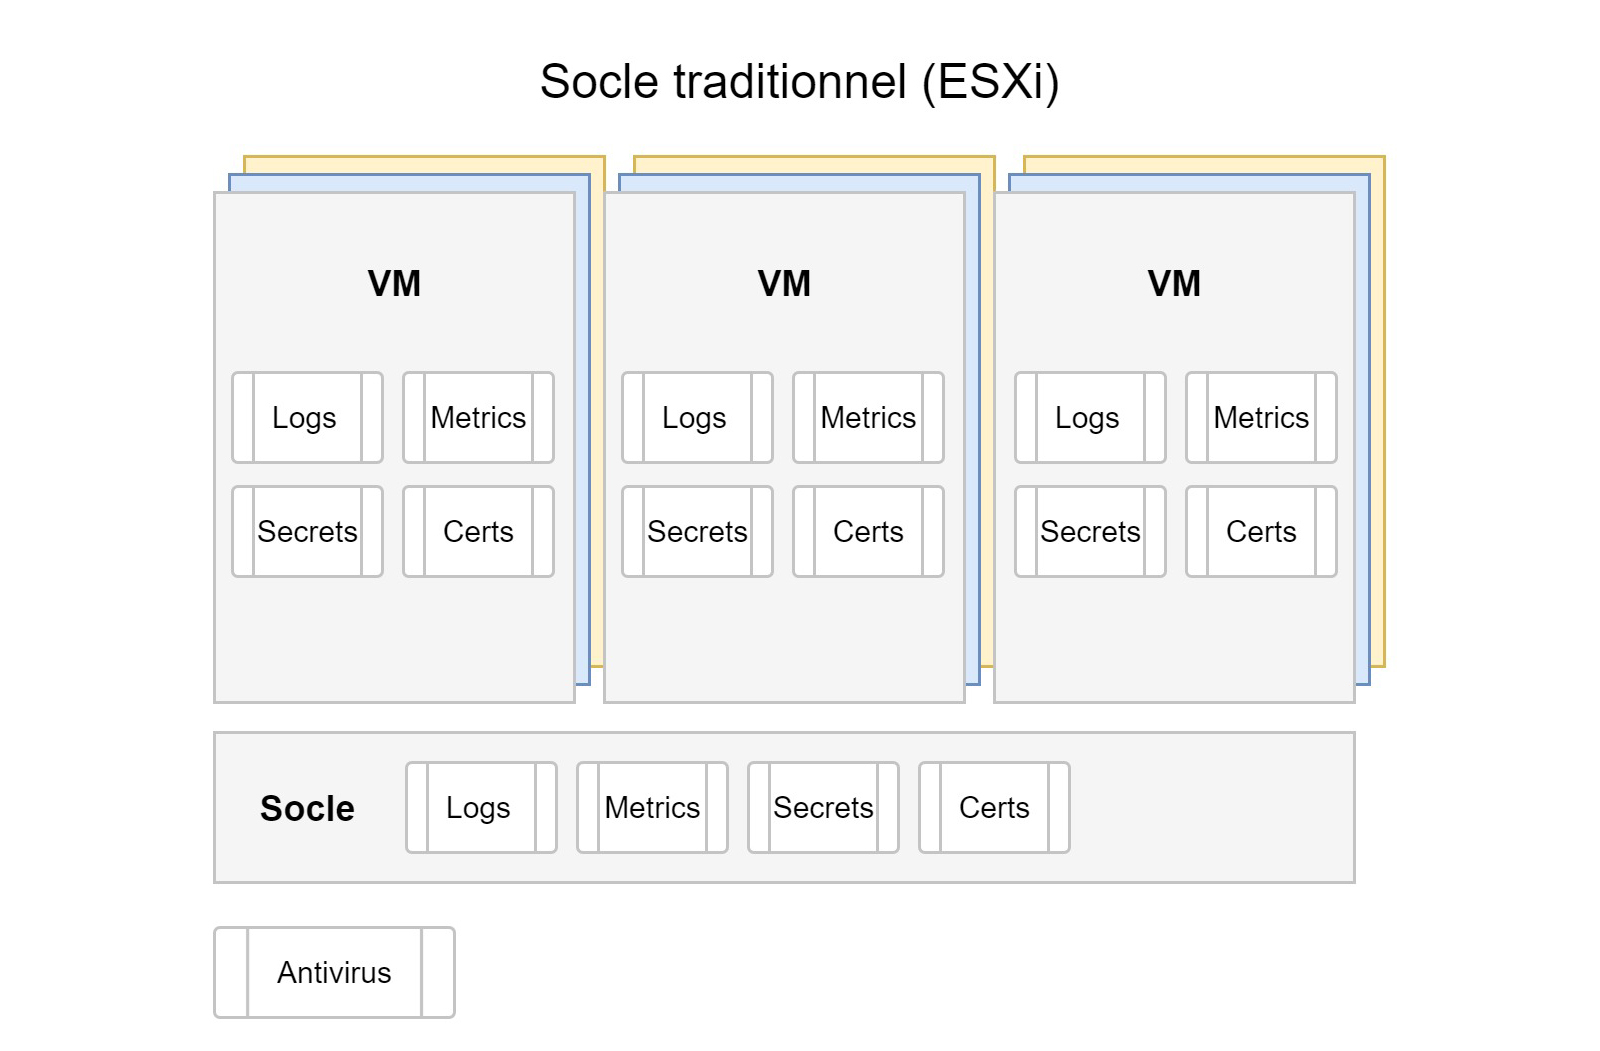 Socle traditionnel (ESXi)
VM
VM
VM
Logs Metrics
Logs Metrics
Logs Metrics
Secrets Certs
Secrets Certs
Secrets Certs
Socle Logs Metrics Secrets Certs
Antivirus